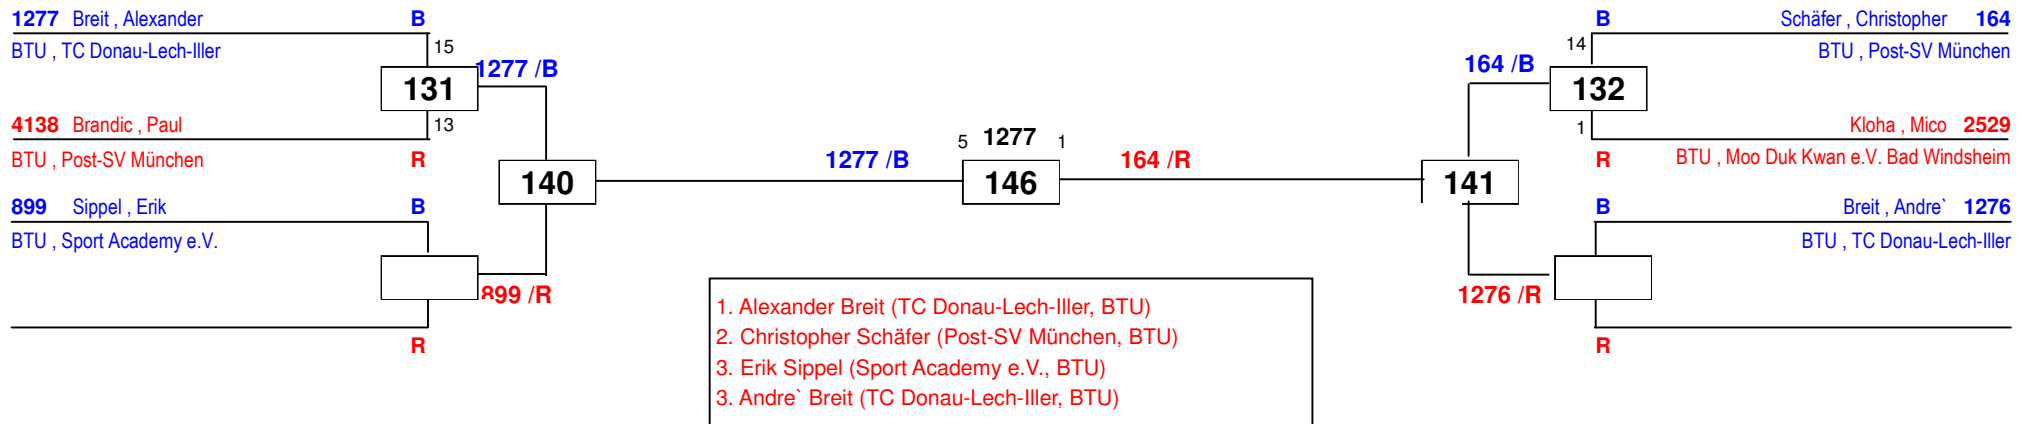 1277 Breit , Alexander B
BTU , TC Donau-Lech-Iller
15
131
1277 /B
4138 Brandic , Paul
13
BTU , Post-SV München R
140
899 Sippel , Erik B
BTU , Sport Academy e.V.
899 /R
R
1277 /B
5 1277 1
146
164 /R
B Schäfer , Christopher 164
14
BTU , Post-SV München
164 /B
132
1
Kloha , Mico 2529
R BTU , Moo Duk Kwan e.V. Bad Windsheim
141
B Breit , Andre` 1276
BTU , TC Donau-Lech-Iller
1276 /R
R
1. Alexander Breit (TC Donau-Lech-Iller, BTU)
2. Christopher Schäfer (Post-SV München, BTU)
3. Erik Sippel (Sport Academy e.V., BTU)
3. Andre` Breit (TC Donau-Lech-Iller, BTU)